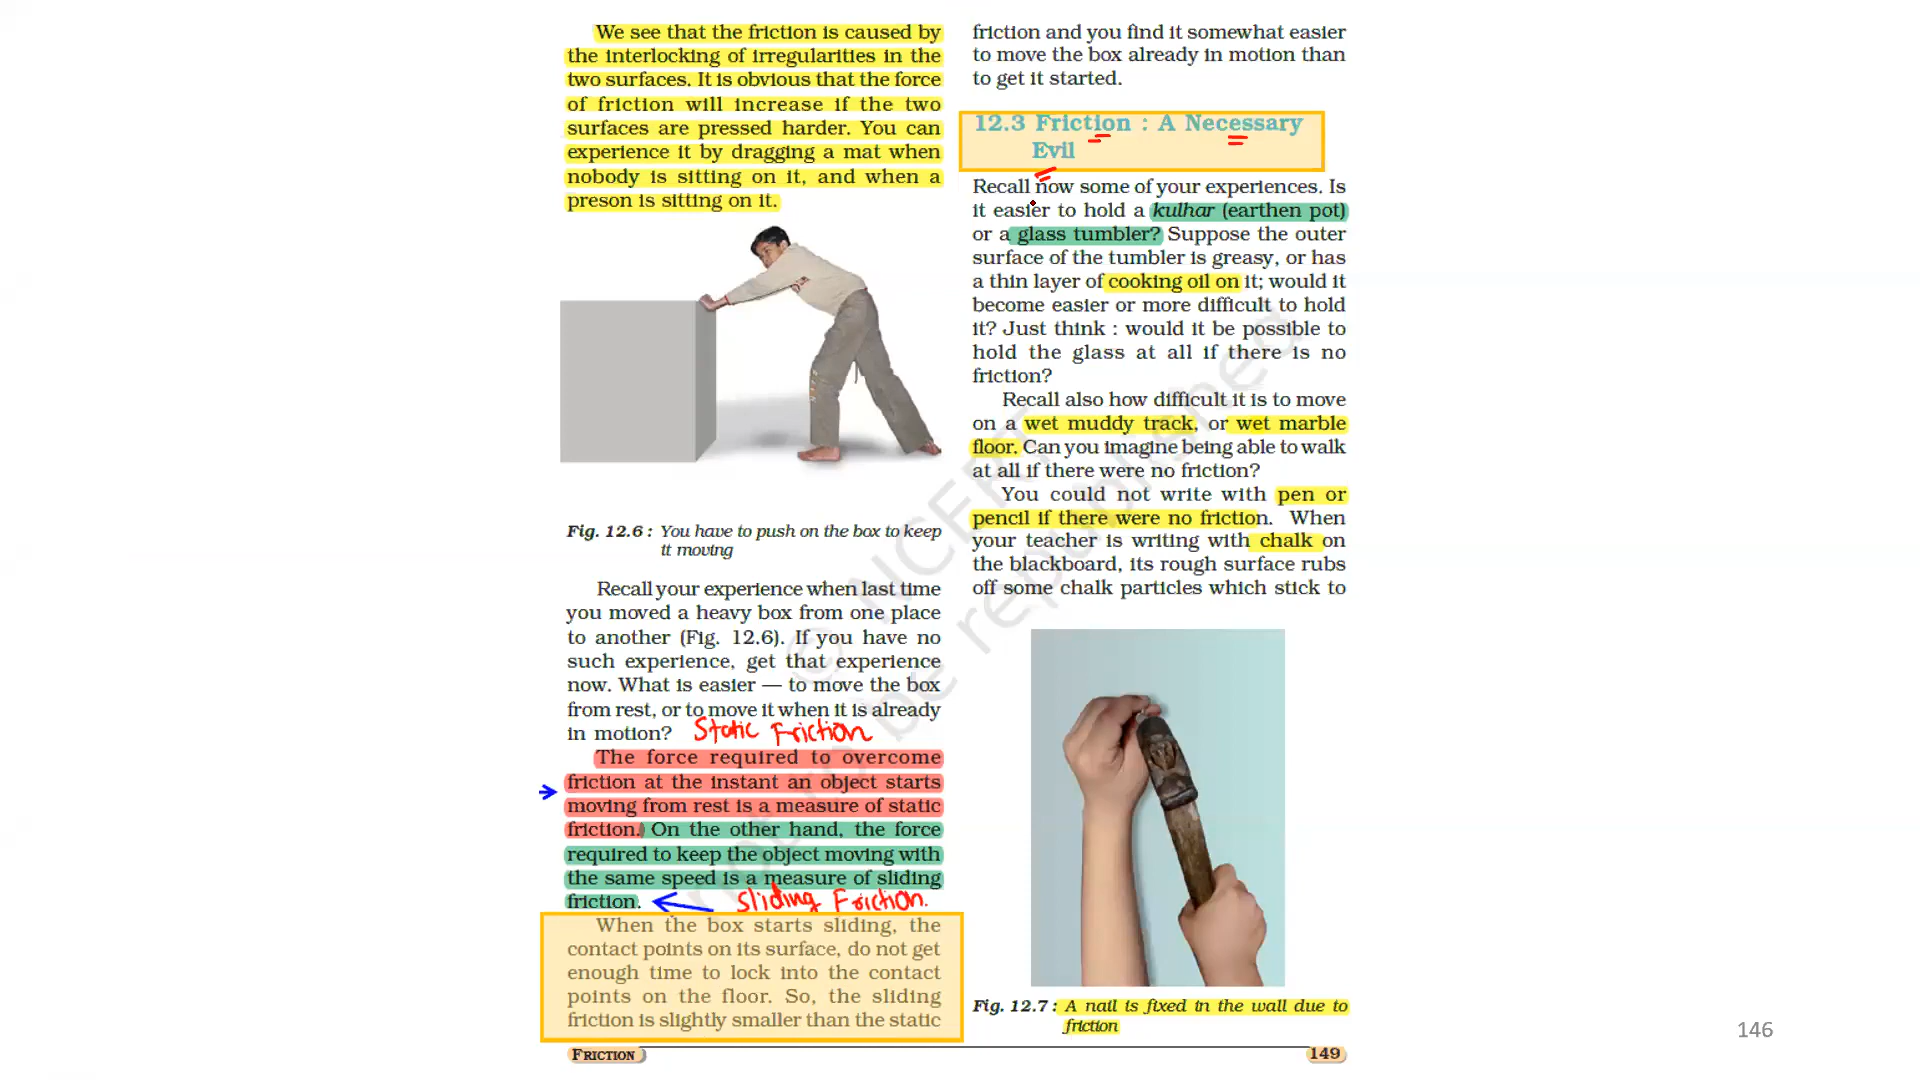 We see that the friction is caused by
the interlocking of irregularities in the
two surfaces. It is obvious that the force
of friction will increase if the two
surfaces are pressed harder. You can
experience it by dragging a mat when
nobody is sitting on it, and when a
preson is sitting on it.
Fig. 12.6 : You have to push on the box to keep
it moving
Recall your experience when last time
you moved a heavy box from one place
to another (Fig. 12.6). If you have no
such experience, get that experience
now. What is easier — to move the box
from rest, or to move it when it is already
in motion?
Static Friction
The force required to overcome
friction at the instant an object starts
moving from rest is a measure of static
friction. On the other hand, the force
required to keep the object moving with
the same speed is a measure of sliding
friction.
Sliding Friction.
When the box starts sliding, the
contact points on its surface, do not get
enough time to lock into the contact
points on the floor. So, the sliding
friction is slightly smaller than the static
friction and you find it somewhat easier
to move the box already in motion than
to get it started.
12.3 Friction : A Necessary
Evil
Recall now some of your experiences. Is
it easier to hold a kulhar (earthen pot)
or a glass tumbler? Suppose the outer
surface of the tumbler is greasy, or has
a thin layer of cooking oil on it; would it
become easier or more difficult to hold
it? Just think : would it be possible to
hold the glass at all if there is no
friction?
Recall also how difficult it is to move
on a wet muddy track, or wet marble
floor. Can you imagine being able to walk
at all if there were no friction?
You could not write with pen or
pencil if there were no friction. When
your teacher is writing with chalk on
the blackboard, its rough surface rubs
off some chalk particles which stick to
Fig. 12.7 : A nail is fixed in the wall due to
friction
FRICTION
149
146
© NCERT
not to be republished